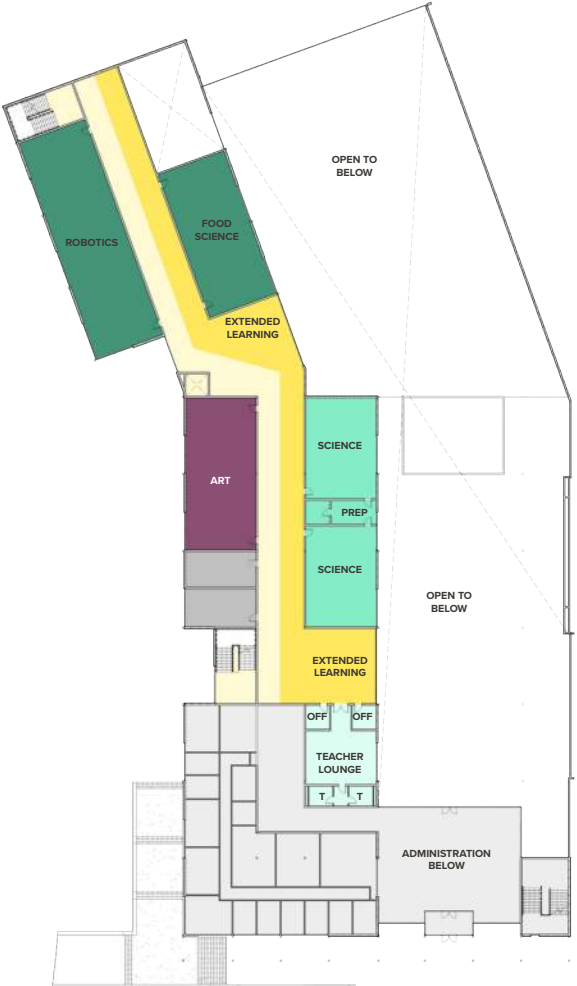 OPEN TO
BELOW
FOOD
SCIENCE
ROBOTICS
EXTENDED
LEARNING
SCIENCE
ART
PREP
SCIENCE
OPEN TO
BELOW
EXTENDED
LEARNING
OFF OFF
TEACHER
LOUNGE
T T
ADMINISTRATION
BELOW